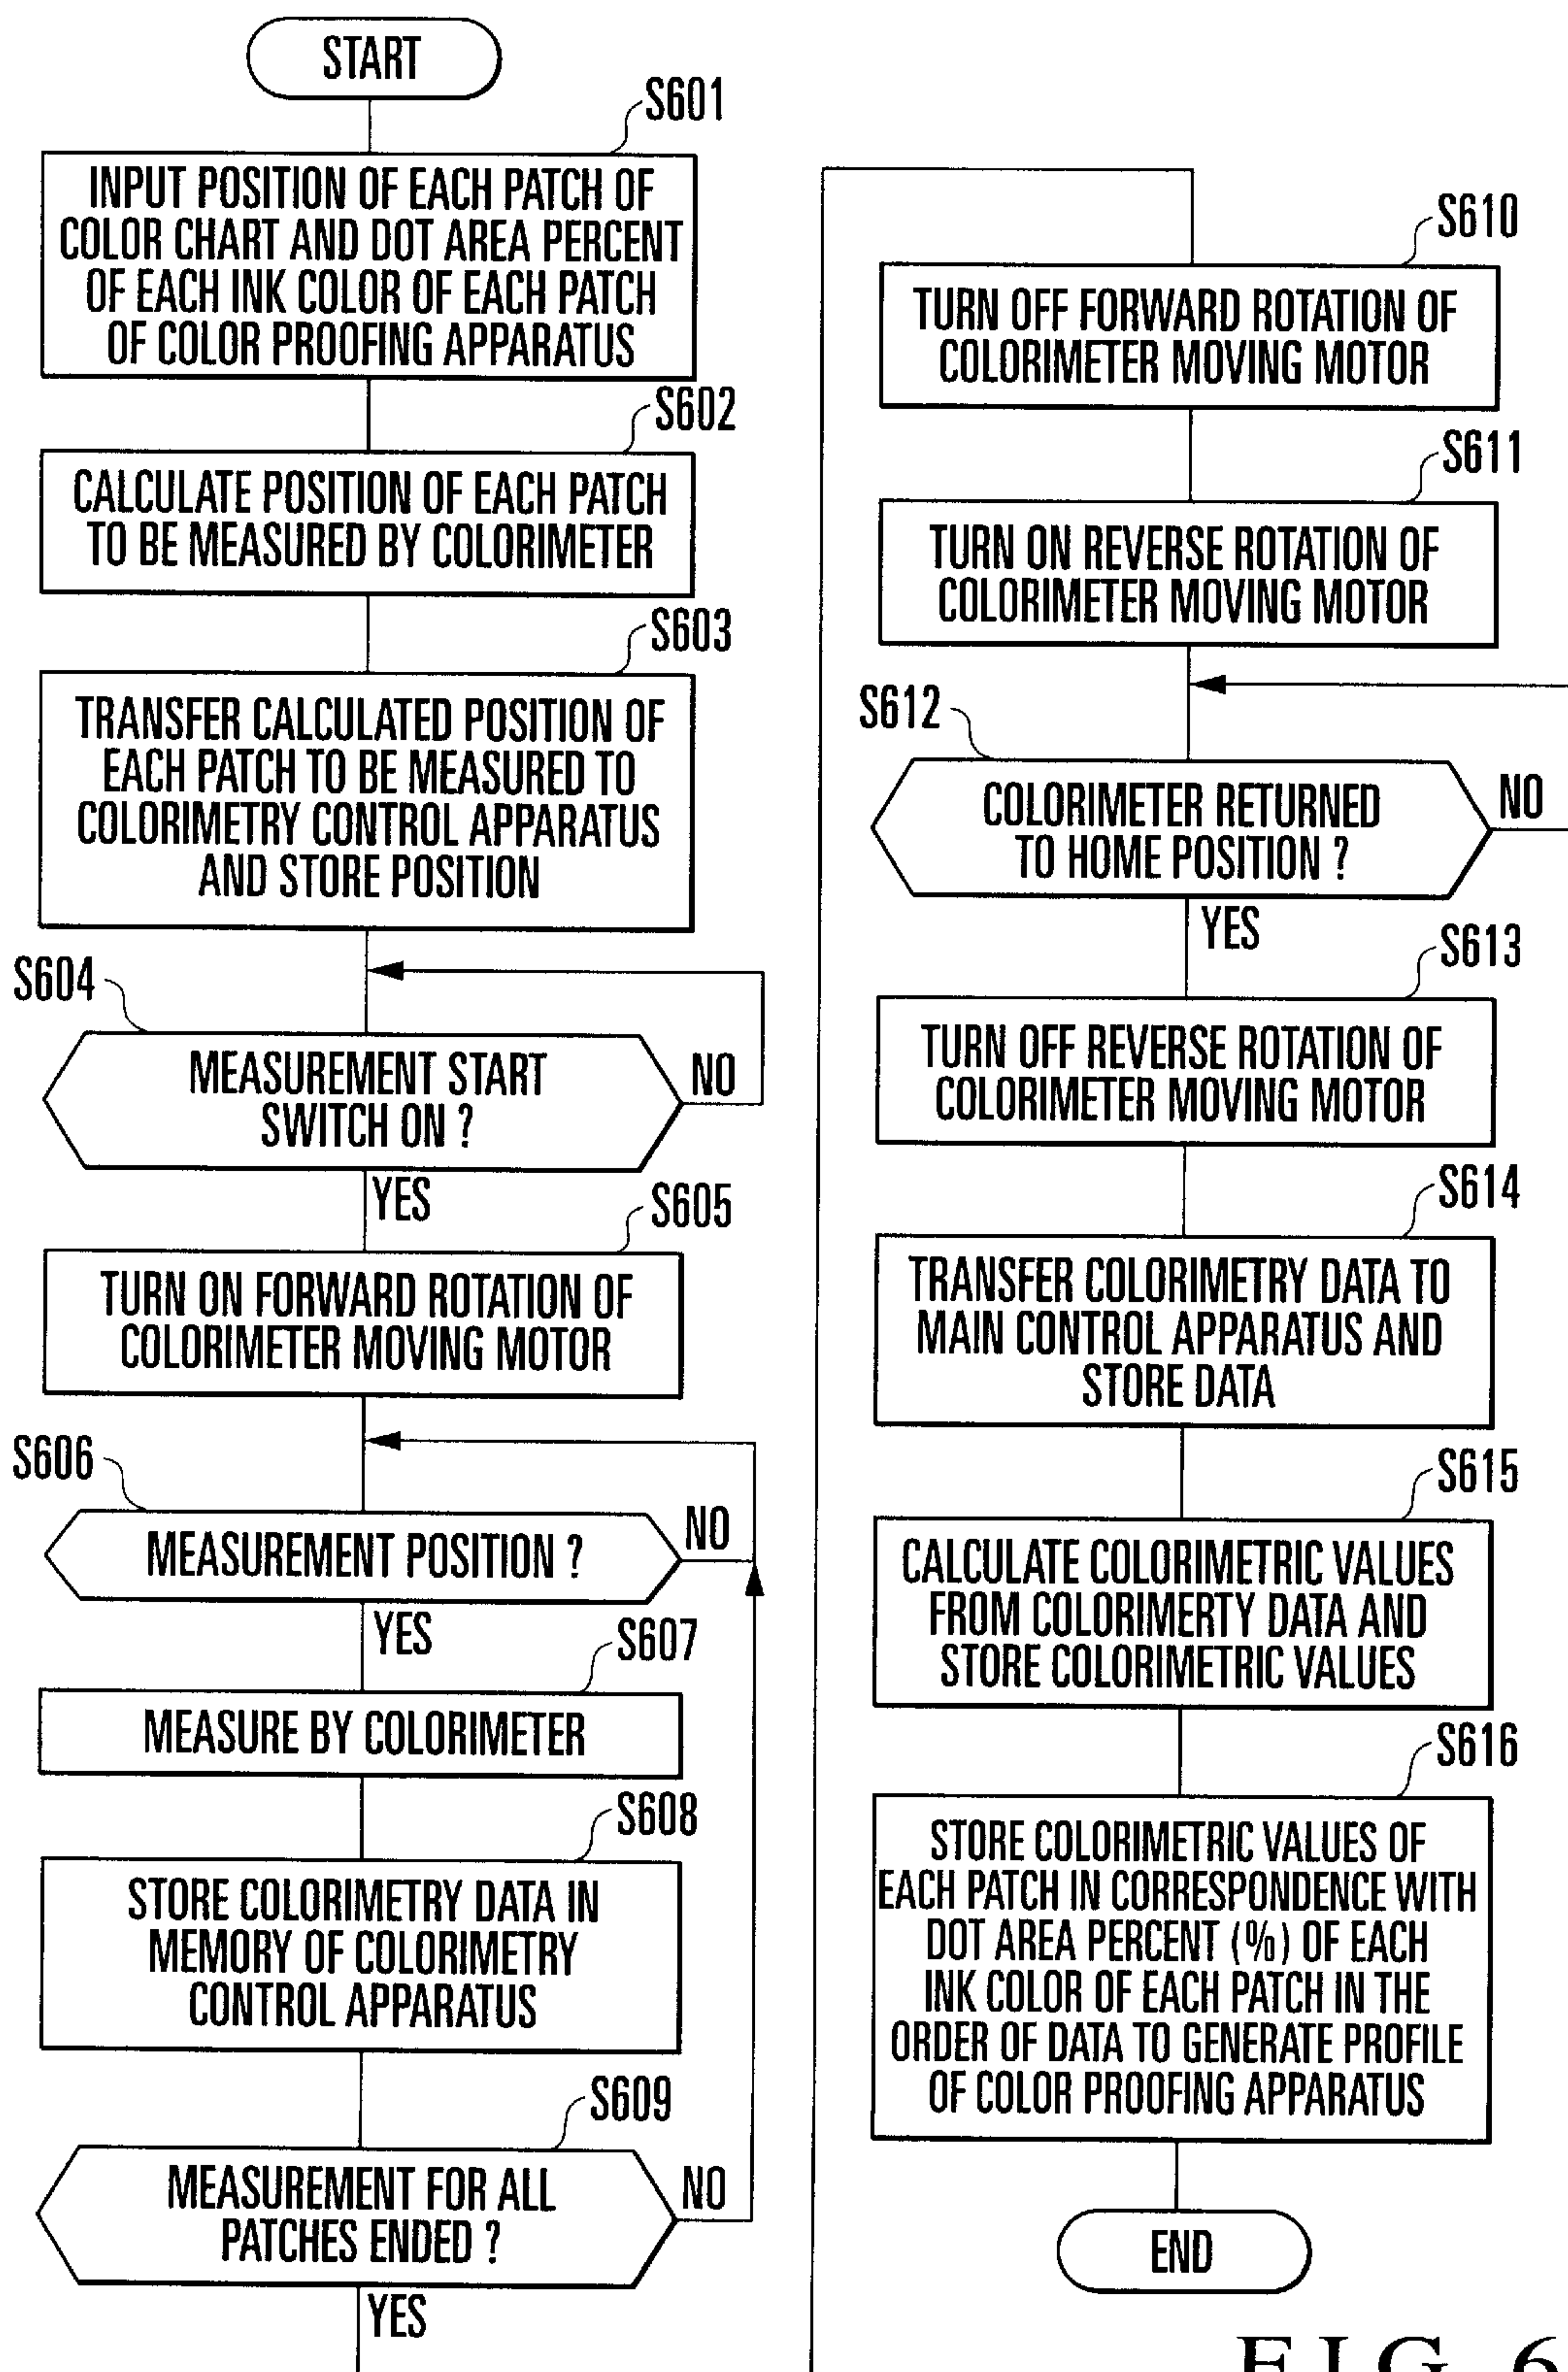 START
S601
INPUT POSITION OF EACH PATCH OF
COLOR CHART AND DOT AREA PERCENT
OF EACH INK COLOR OF EACH PATCH
OF COLOR PROOFING APPARATUS
S602
CALCULATE POSITION OF EACH PATCH
TO BE MEASURED BY COLORIMETER
S603
TRANSFER CALCULATED POSITION OF
EACH PATCH TO BE MEASURED TO
COLORIMETRY CONTROL APPARATUS
AND STORE POSITION
S604
MEASUREMENT START
SWITCH ON ?
NO
YES
S605
TURN ON FORWARD ROTATION OF
COLORIMETER MOVING MOTOR
S606
MEASUREMENT POSITION ?
NO
YES
S607
MEASURE BY COLORIMETER
S608
STORE COLORIMETRY DATA IN
MEMORY OF COLORIMETRY
CONTROL APPARATUS
S609
MEASUREMENT FOR ALL
PATCHES ENDED ?
NO
YES
S610
TURN OFF FORWARD ROTATION OF
COLORIMETER MOVING MOTOR
S611
TURN ON REVERSE ROTATION OF
COLORIMETER MOVING MOTOR
S612
COLORIMETER RETURNED
TO HOME POSITION ?
NO
YES
S613
TURN OFF REVERSE ROTATION OF
COLORIMETER MOVING MOTOR
S614
TRANSFER COLORIMETRY DATA TO
MAIN CONTROL APPARATUS AND
STORE DATA
S615
CALCULATE COLORIMETRIC VALUES
FROM COLORIMERTY DATA AND
STORE COLORIMETRIC VALUES
S616
STORE COLORIMETRIC VALUES OF
EACH PATCH IN CORRESPONDENCE WITH
DOT AREA PERCENT (%) OF EACH
INK COLOR OF EACH PATCH IN THE
ORDER OF DATA TO GENERATE PROFILE
OF COLOR PROOFING APPARATUS
END
FIG. 6